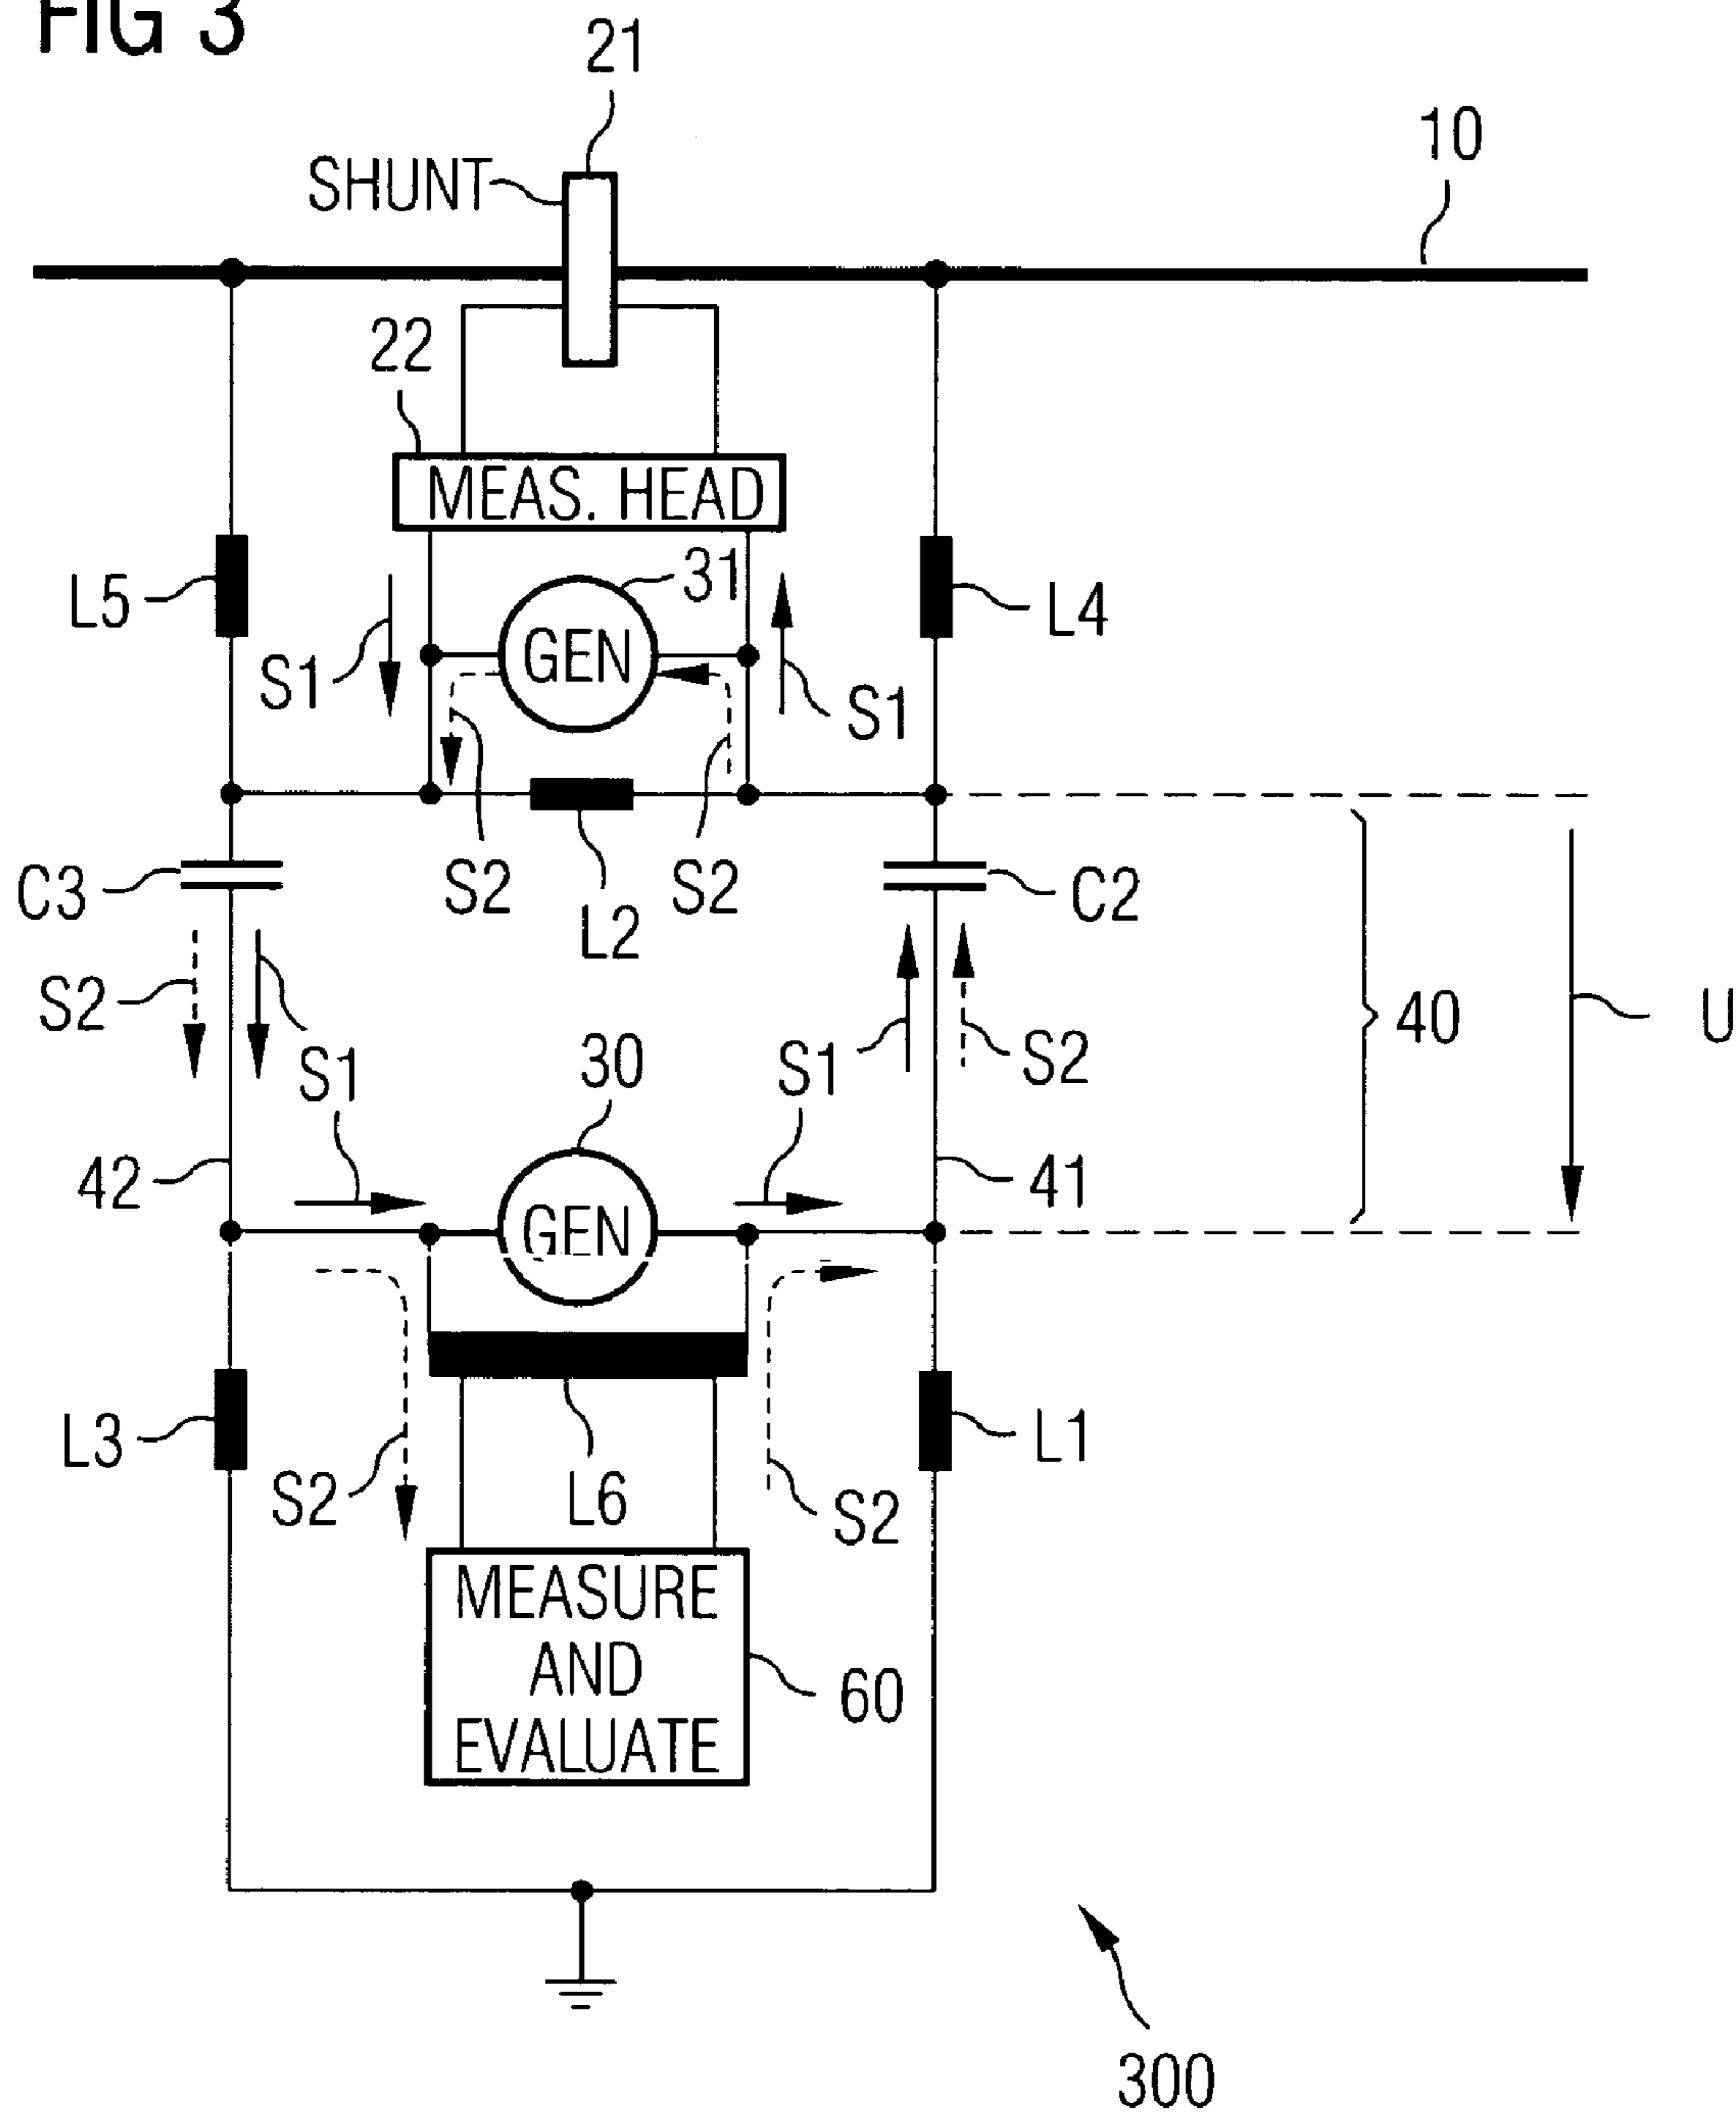 FIG 3
21
10
SHUNT
22
MEAS. HEAD
31
L5
L4
GEN
S1
S1
C3
S2
S2
C2
L2
S2
S1
S1
S2
40
U
30
42
41
GEN
L3
L1
S2
L6
S2
MEASURE
AND
EVALUATE
60
300